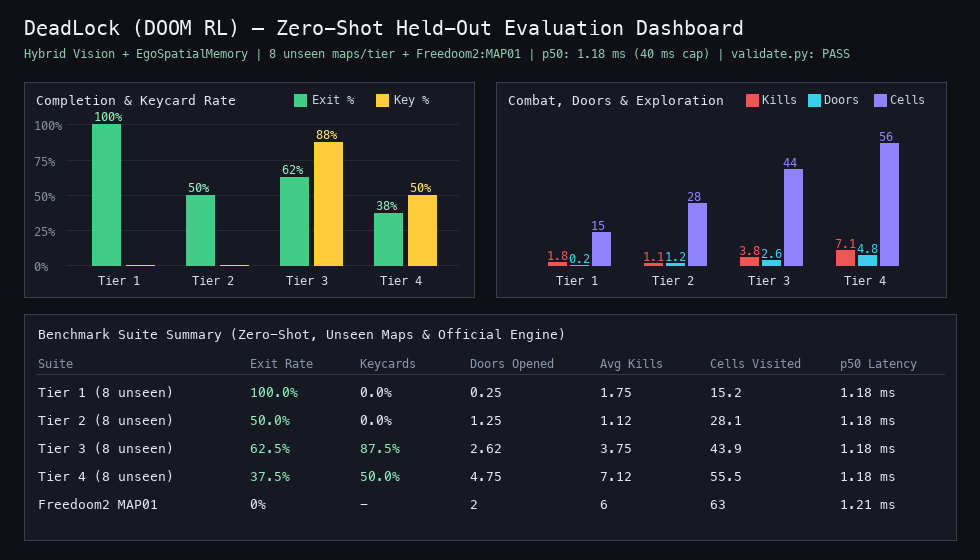 DeadLock (DOOM RL) — Zero-Shot Held-Out Evaluation Dashboard
Hybrid Vision + EgoSpatialMemory | 8 unseen maps/tier + Freedoom2:MAP01 | p50: 1.18 ms (40 ms cap) | validate.py: PASS
Completion & Keycard Rate
Exit %
Key %
100%
75%
50%
25%
0%
100%
50%
62%
88%
38%
50%
Tier 1
Tier 2
Tier 3
Tier 4
Combat, Doors & Exploration
Kills
Doors
Cells
1.8
0.2
15
1.1
1.2
28
3.8
2.6
44
7.1
4.8
56
Tier 1
Tier 2
Tier 3
Tier 4
Benchmark Suite Summary (Zero-Shot, Unseen Maps & Official Engine)
Suite Exit Rate Keycards Doors Opened Avg Kills Cells Visited p50 Latency
Tier 1 (8 unseen) 100.0% 0.0% 0.25 1.75 15.2 1.18 ms
Tier 2 (8 unseen) 50.0% 0.0% 1.25 1.12 28.1 1.18 ms
Tier 3 (8 unseen) 62.5% 87.5% 2.62 3.75 43.9 1.18 ms
Tier 4 (8 unseen) 37.5% 50.0% 4.75 7.12 55.5 1.18 ms
Freedoom2 MAP01 0% — 2 6 63 1.21 ms